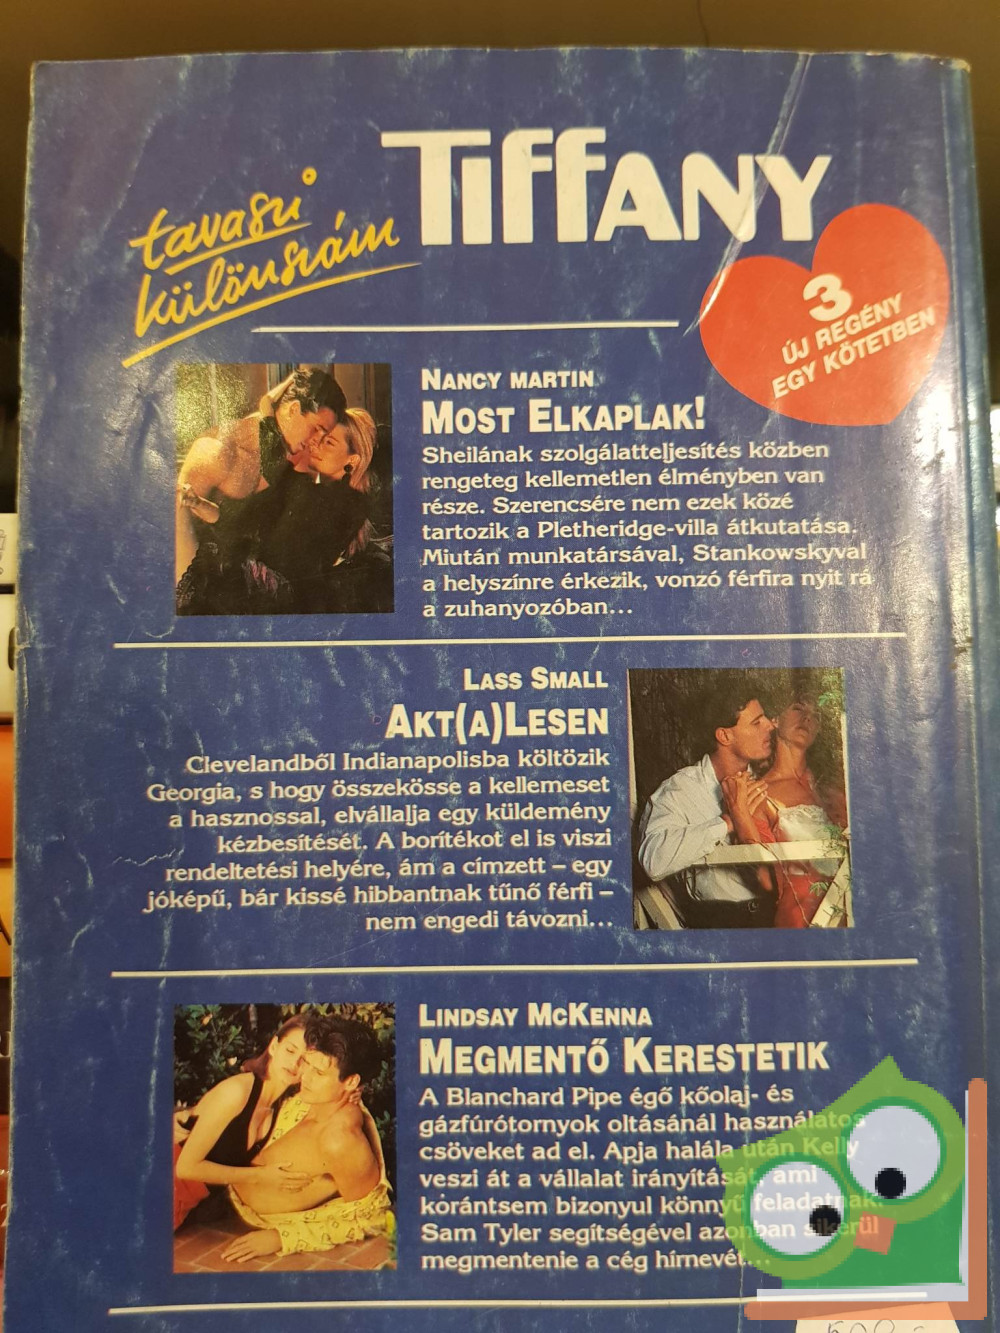 Tiffany
tavaszi
különszám
3
ÚJ REGÉNY
EGY KÖTETBEN
NANCY MARTIN
MOST ELKAPLAK!
Sheilának szolgálatteljesítés közben
rengeteg kellemetlen élményben van
része. Szerencsére nem ezek közé
tartozik a Pletheridge-villa átkutatása.
Miután munkatársával, Stankowskyval
a helyszínre érkezik, vonzó férfira nyit rá
a zuhanyozóban...
LASS SMALL
AKT(A)LESEN
Clevelandből Indianapolisba költözik
Georgia, s hogy összekösse a kellemeset
a hasznossal, elvállalja egy küldemény
kézbesítését. A borítékot el is viszi
rendeltetési helyére, ám a címzett – egy
jóképű, bár kissé hibbantnak tűnő férfi –
nem engedi távozni...
LINDSAY MCKENNA
MEGMENTŐ KERESTETIK
A Blanchard Pipe égő kőolaj- és
gázfúrótornyok oltásánál használatos
csöveket ad el. Apja halála után Kelly
veszi át a vállalat irányítását, ami
korántsem bizonyul könnyű feladatnak.
Sam Tyler segítségével azonban sikerül
megmentenie a cég hírnevét...